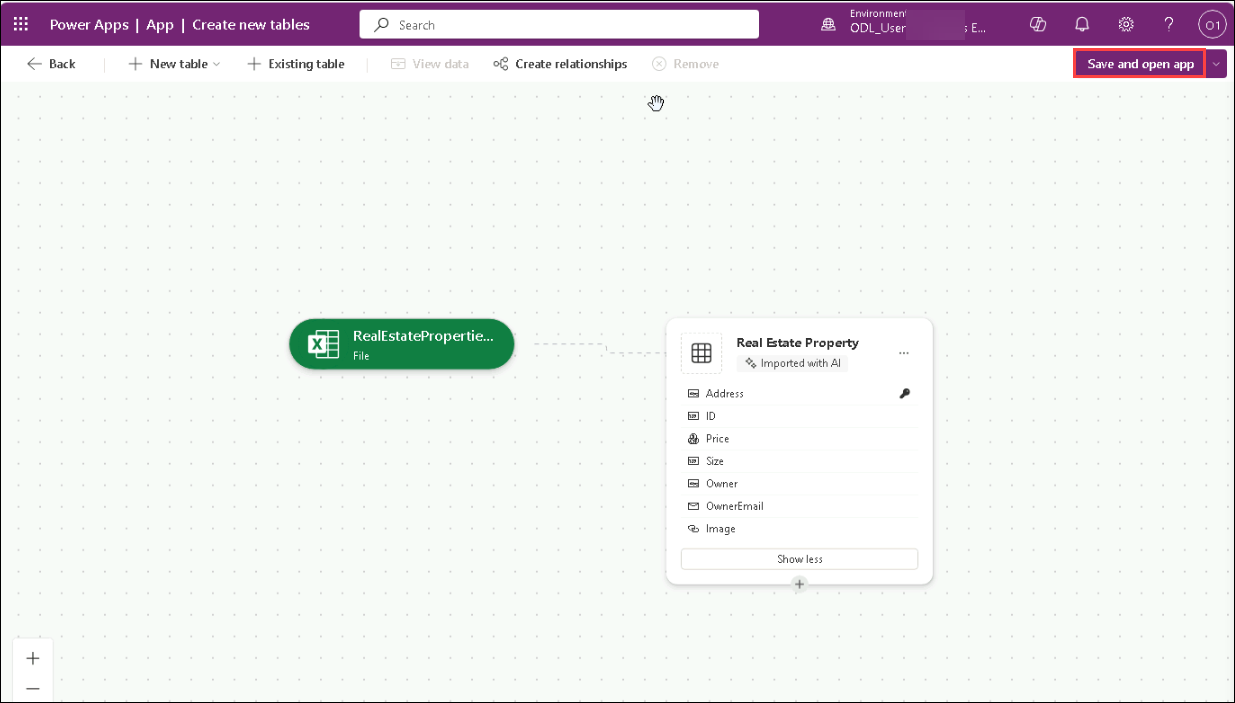 Power Apps | App | Create new tables
Search
Environment
ODL_User s E...
O1
Back
New table
Existing table
View data
Create relationships
Remove
Save and open app
RealEstatePropertie...
File
Real Estate Property
Imported with AI
Address
ID
Price
Size
Owner
OwnerEmail
Image
Show less